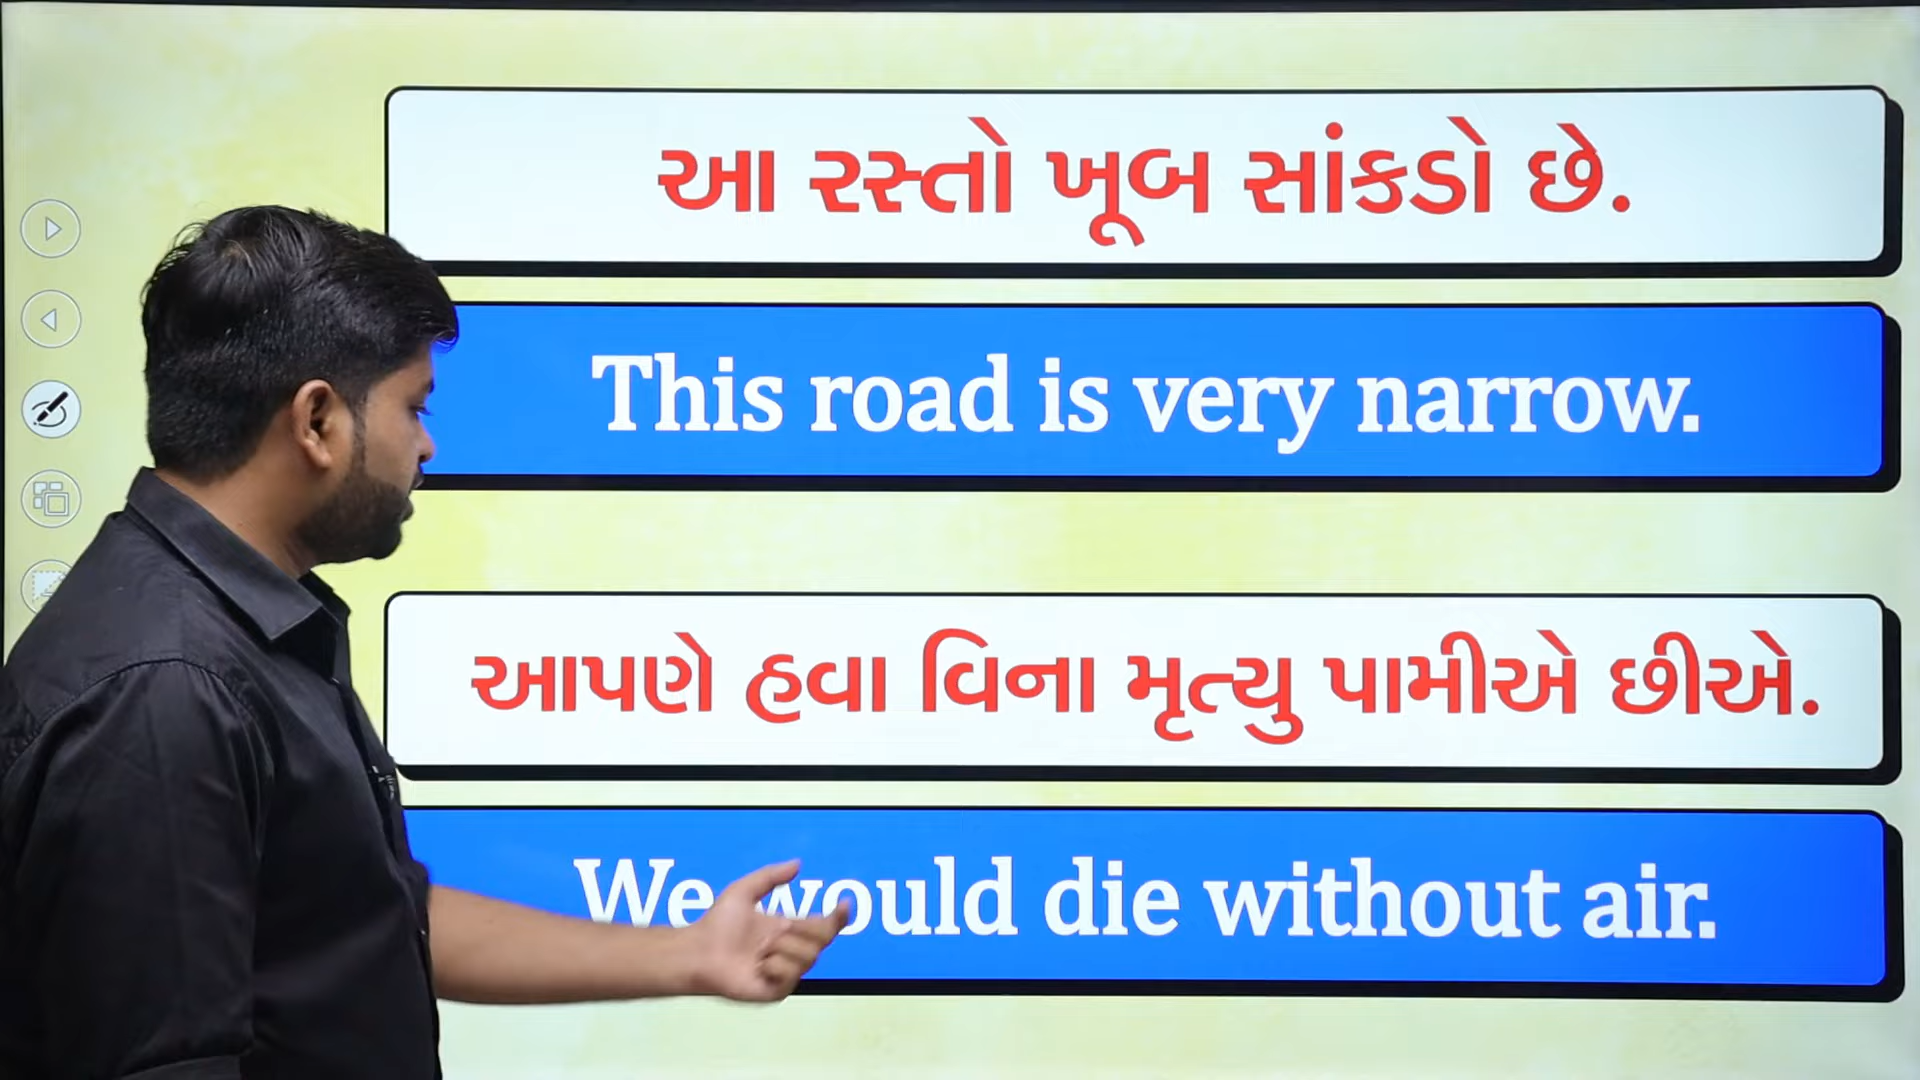 આ રસ્તો ખૂબ સાંકડો છે.
This road is very narrow.
આપણે હવા વિના મૃત્યુ પામીએ છીએ.
We would die without air.